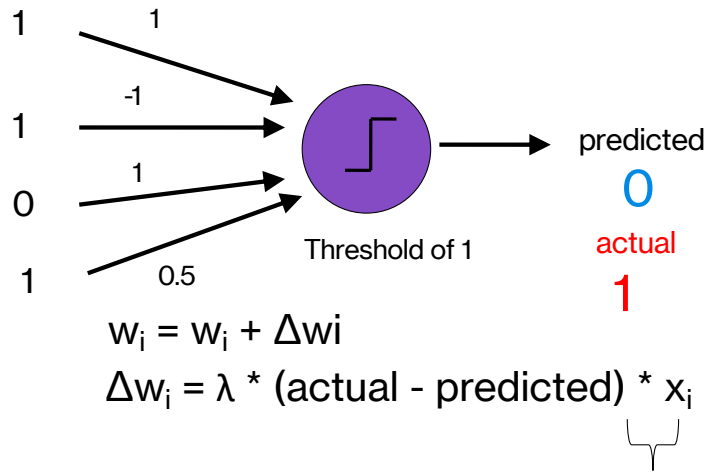 1
1
1
-1
predicted
0
1
0
Threshold of 1
actual
1
0.5
1
wᵢ = wᵢ + Δwi
Δwᵢ = λ * (actual - predicted) * xᵢ